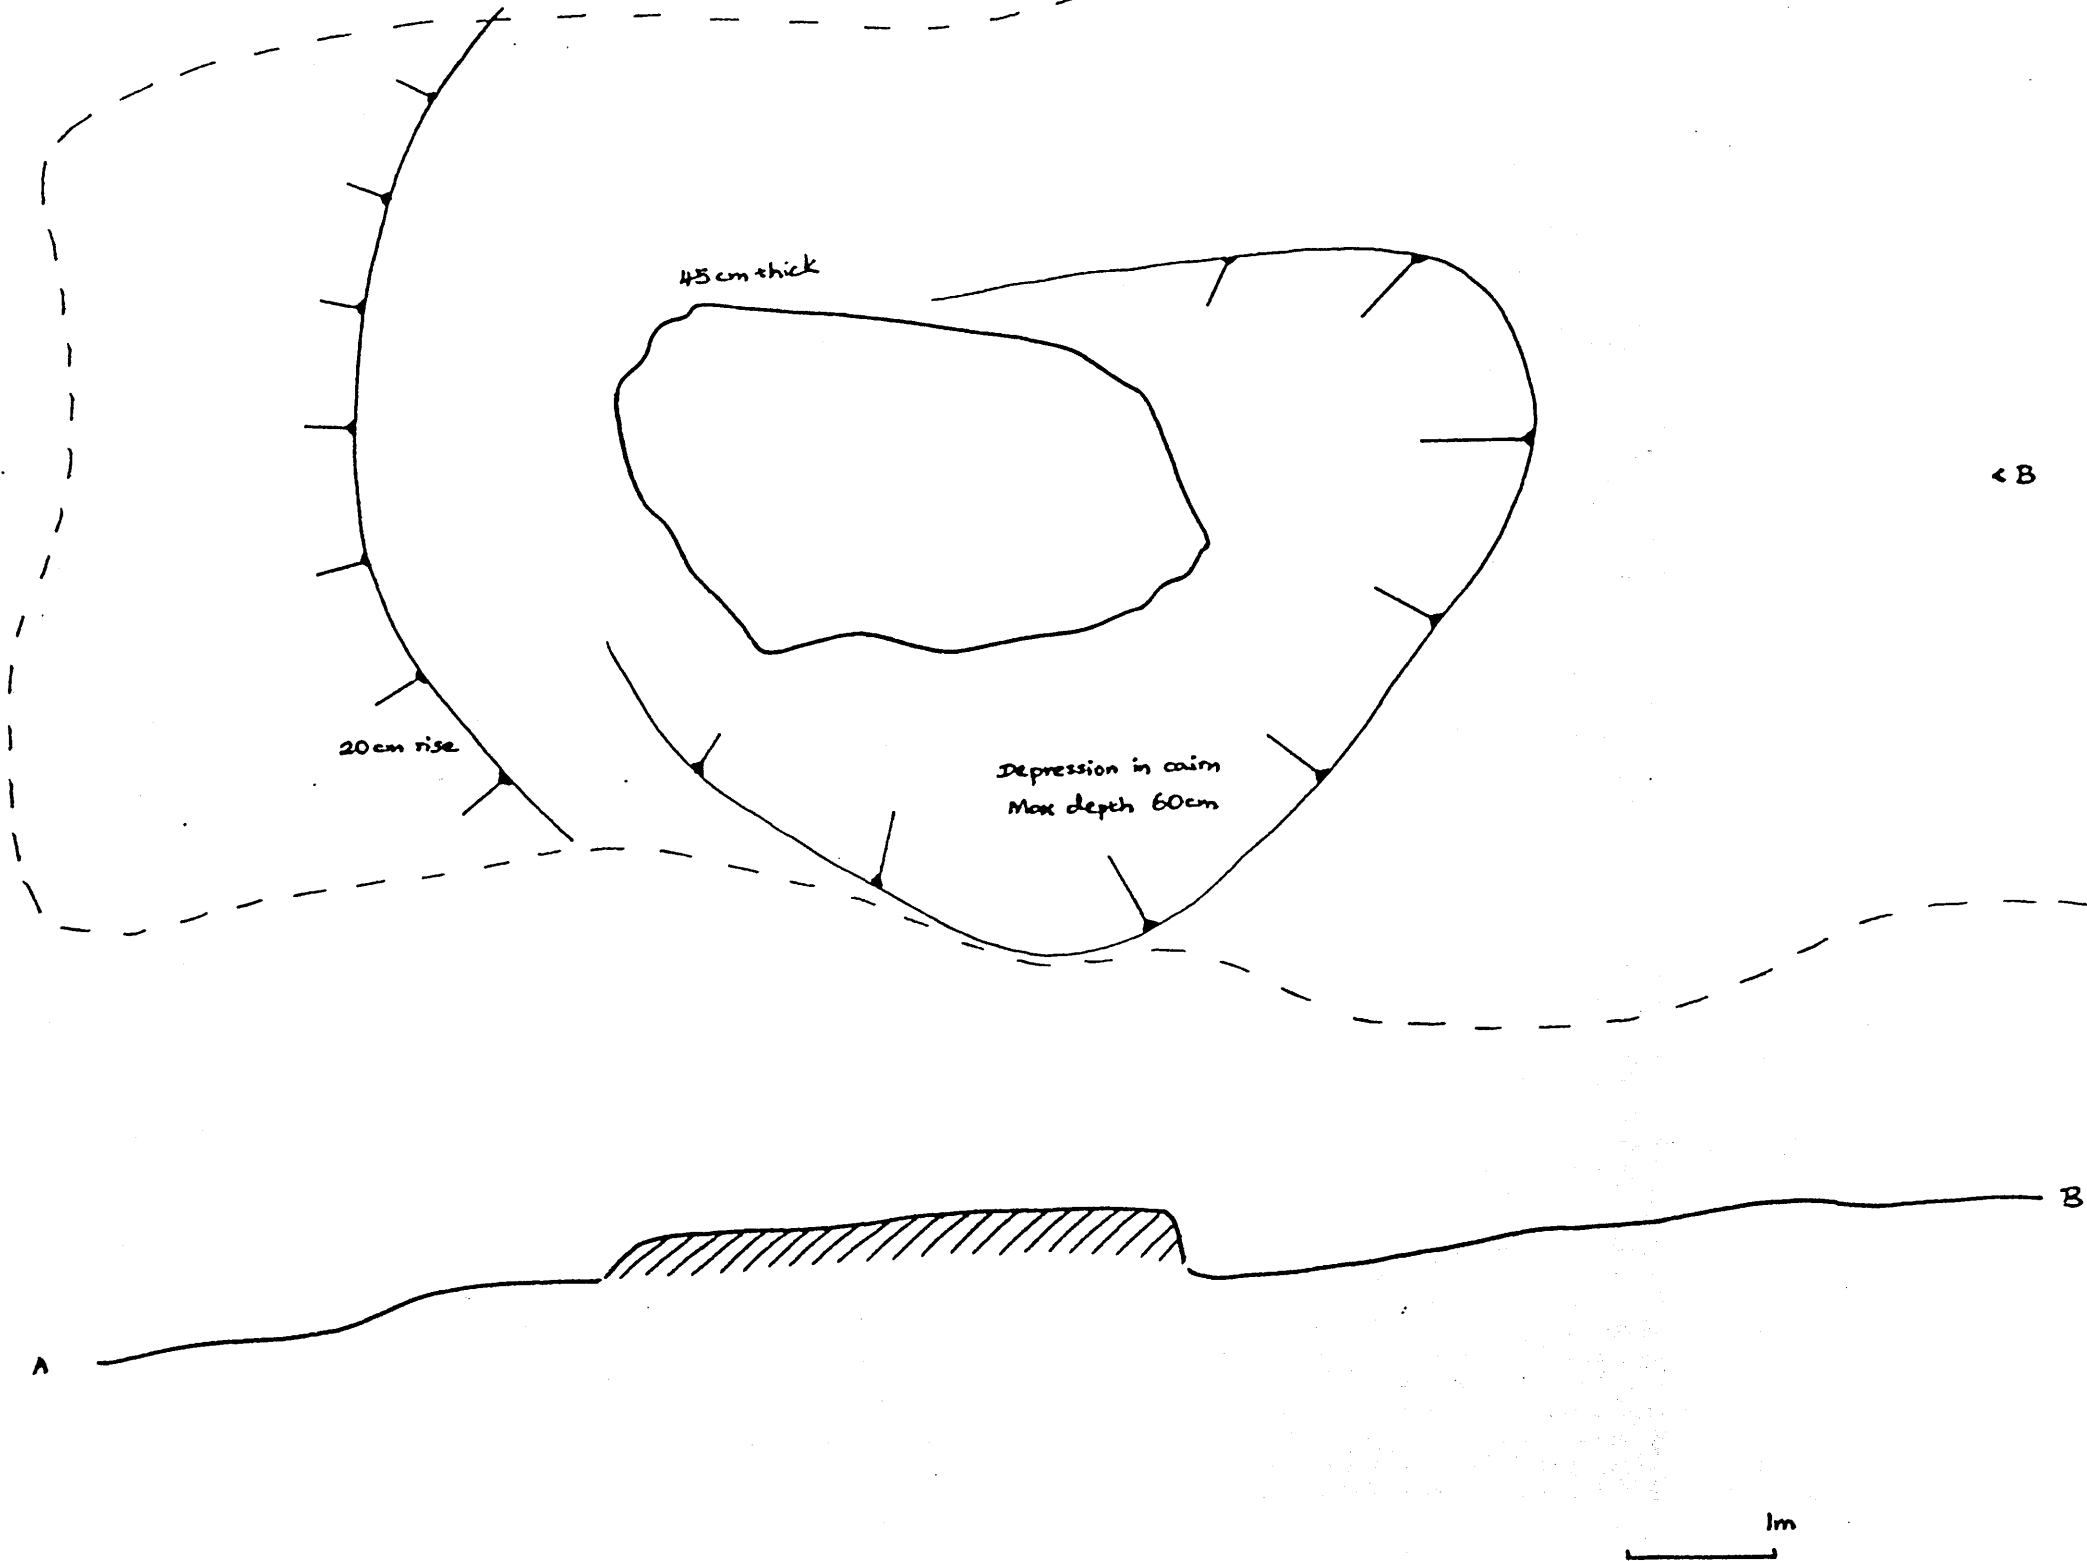 45cm thick
< B
20cm rise
Depression in cairn
Max depth 60cm
B
A
1m